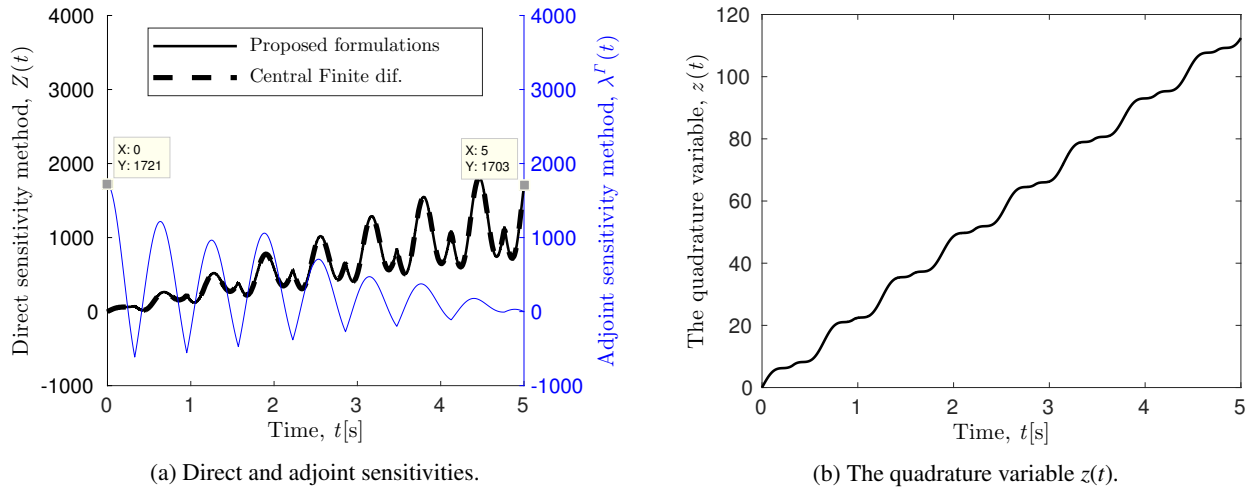 4000
3000
2000
1000
0
-1000
Direct sensitivity method, Z(t)
Proposed formulations
Central Finite dif.
X: 0
Y: 1721
X: 5
Y: 1703
4000
3000
2000
1000
0
-1000
Adjoint sensitivity method, λᴦ(t)
0 1 2 3 4 5
Time, t[s]
(a) Direct and adjoint sensitivities.
120
100
80
60
40
20
0
The quadrature variable, z(t)
0 1 2 3 4 5
Time, t[s]
(b) The quadrature variable z(t).